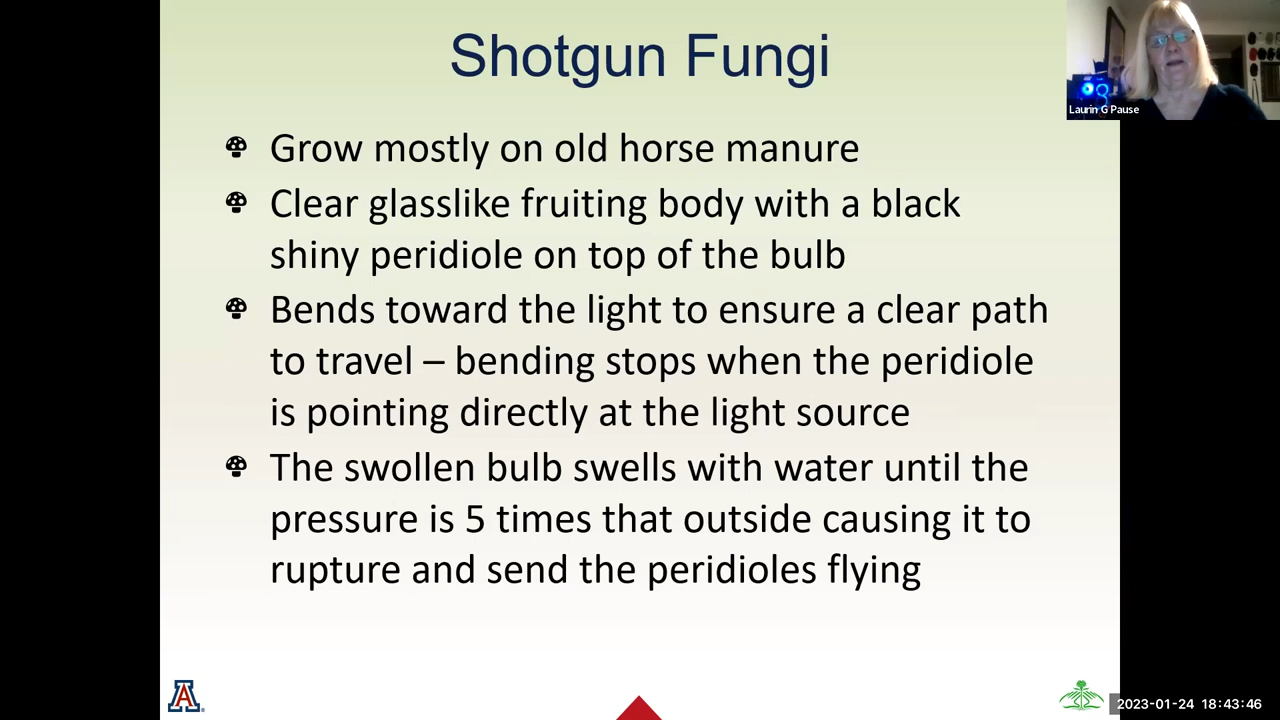 Shotgun Fungi
Laurin G Pause
Grow mostly on old horse manure
Clear glasslike fruiting body with a black
shiny peridiole on top of the bulb
Bends toward the light to ensure a clear path
to travel – bending stops when the peridiole
is pointing directly at the light source
The swollen bulb swells with water until the
pressure is 5 times that outside causing it to
rupture and send the peridioles flying
A
2023-01-24 18:43:46